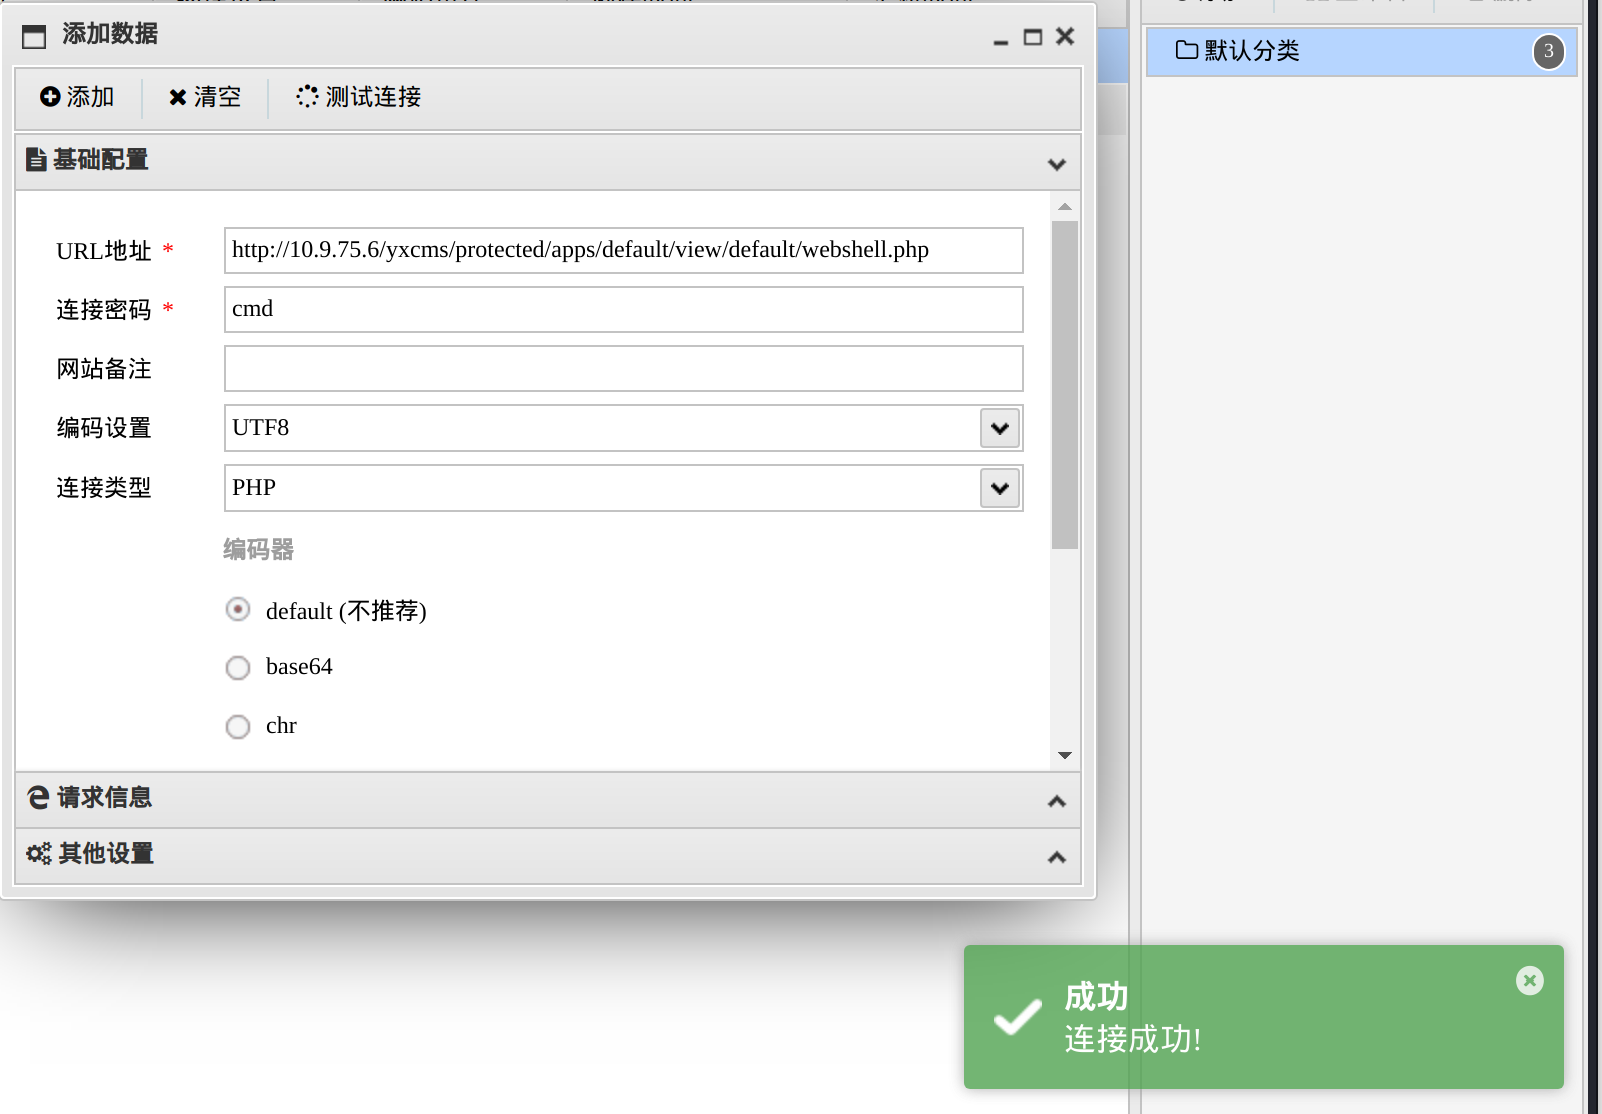 添加数据
添加 清空 测试连接
基础配置
URL地址 * http://10.9.75.6/yxcms/protected/apps/default/view/default/webshell.php
连接密码 * cmd
网站备注
编码设置 UTF8
连接类型 PHP
编码器
default (不推荐)
base64
chr
请求信息
其他设置
默认分类 3
成功
连接成功!